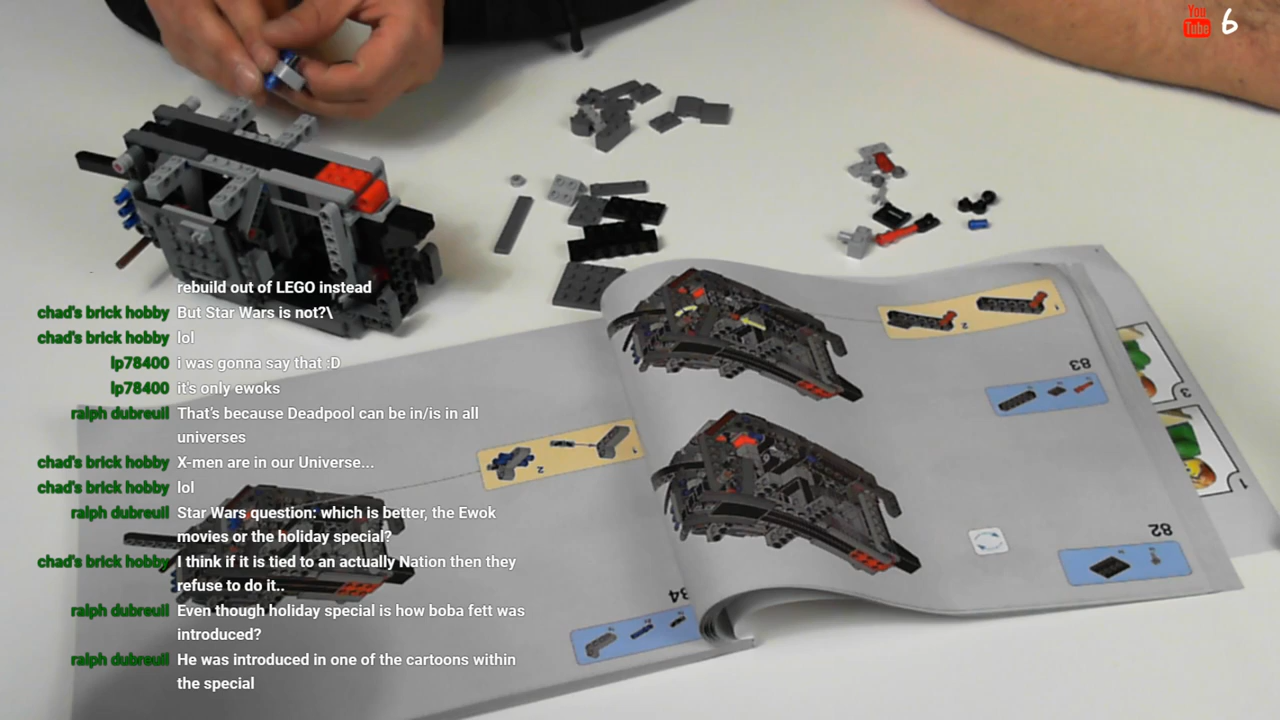 You
Tube 6
rebuild out of LEGO instead
chad's brick hobby But Star Wars is not?\
chad's brick hobby lol
lp78400 i was gonna say that :D
lp78400 it's only ewoks
ralph dubreuil That's because Deadpool can be in/is in all
universes
chad's brick hobby X-men are in our Universe...
chad's brick hobby lol
ralph dubreuil Star Wars question: which is better, the Ewok
movies or the holiday special?
chad's brick hobby I think if it is tied to an actually Nation then they
refuse to do it..
ralph dubreuil Even though holiday special is how boba fett was
introduced?
ralph dubreuil He was introduced in one of the cartoons within
the special
83
82
34
1
2
1
2
3
1